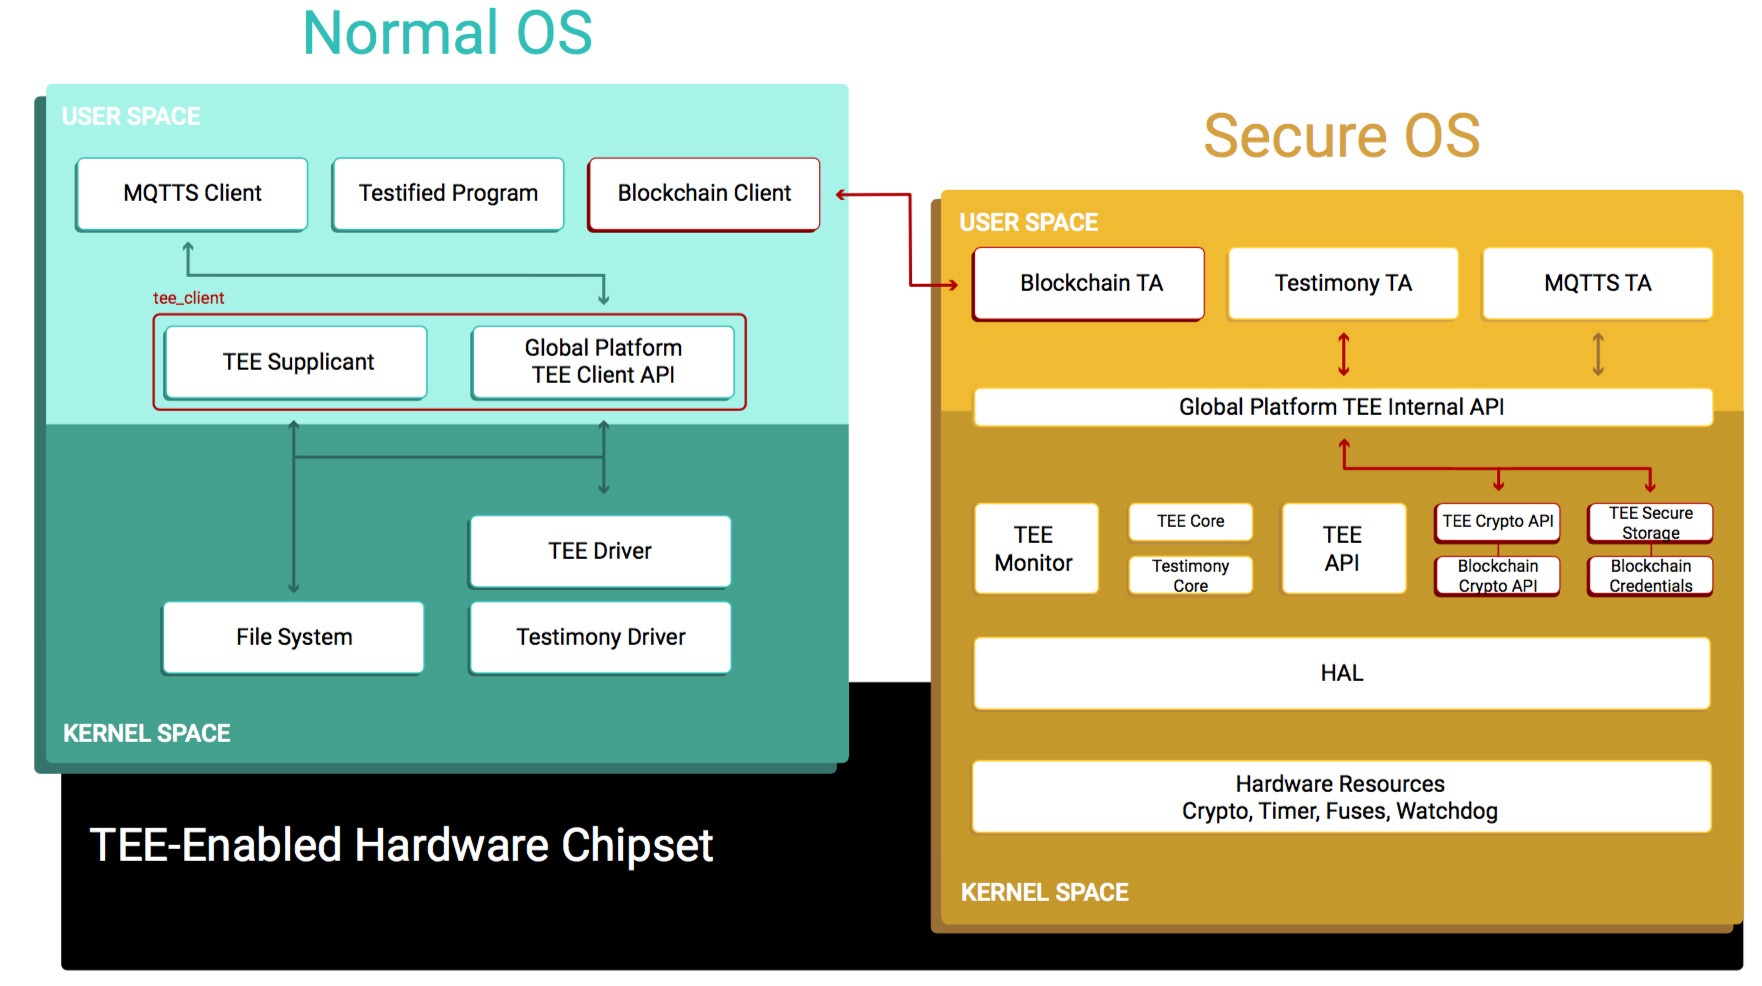 Normal OS
USER SPACE
MQTTS Client
Testified Program
Blockchain Client
tee_client
TEE Supplicant
Global Platform
TEE Client API
TEE Driver
File System
Testimony Driver
KERNEL SPACE
Secure OS
USER SPACE
Blockchain TA
Testimony TA
MQTTS TA
Global Platform TEE Internal API
TEE
Monitor
TEE Core
Testimony
Core
TEE
API
TEE Crypto API
Blockchain
Crypto API
TEE Secure
Storage
Blockchain
Credentials
HAL
Hardware Resources
Crypto, Timer, Fuses, Watchdog
KERNEL SPACE
TEE-Enabled Hardware Chipset